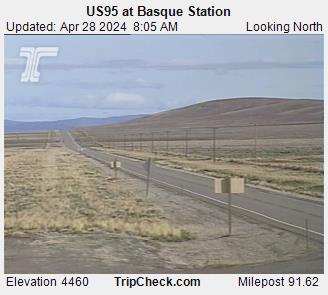 US95 at Basque Station
Updated: Apr 28 2024 8:05 AM Looking North
Elevation 4460 TripCheck.com Milepost 91.62